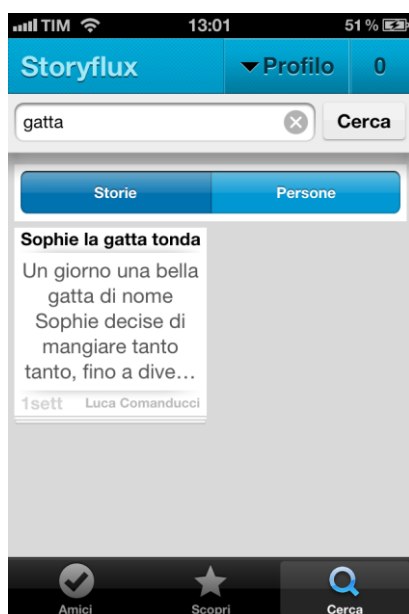 TIM 13:01 51 %
Storyflux Profilo 0
gatta Cerca
Storie Persone
Sophie la gatta tonda
Un giorno una bella
gatta di nome
Sophie decise di
mangiare tanto
tanto, fino a dive...
1sett Luca Comanducci
Amici Scopri Cerca